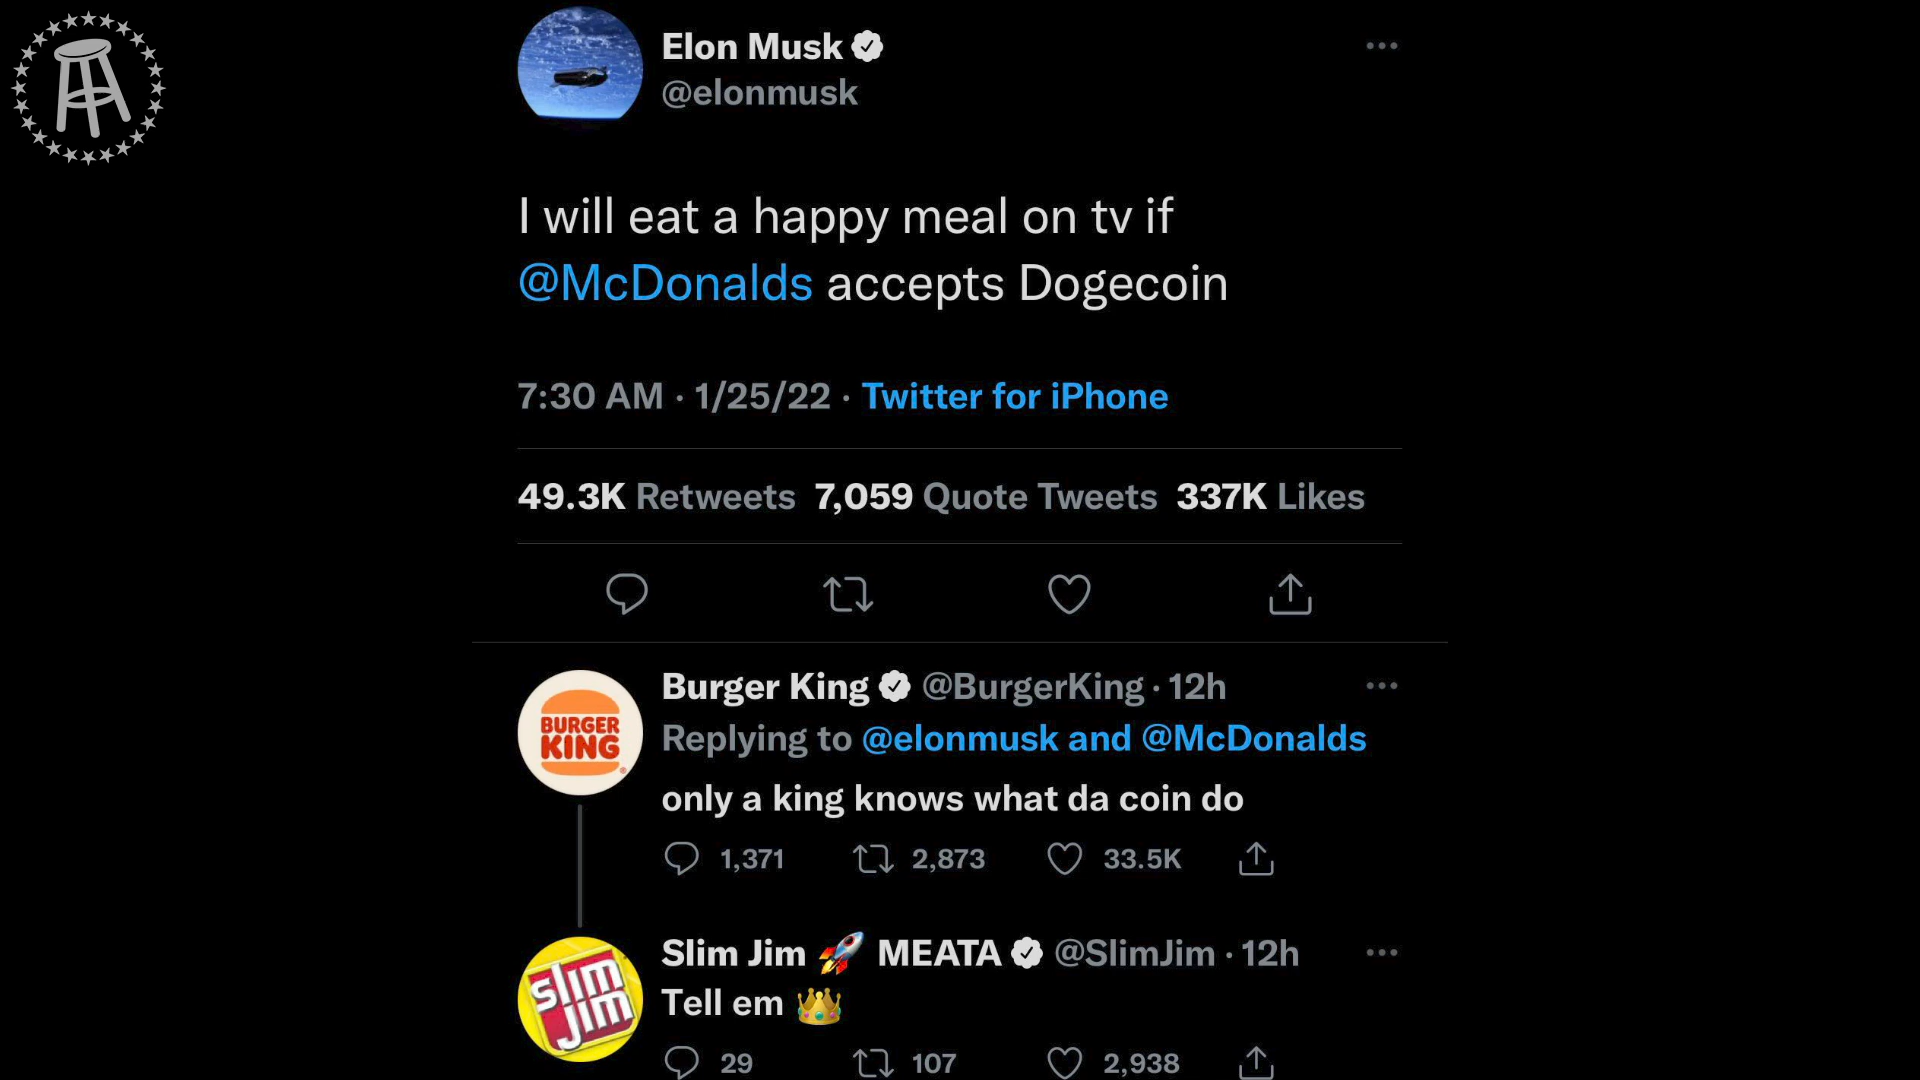 Elon Musk
@elonmusk
I will eat a happy meal on tv if
@McDonalds accepts Dogecoin
7:30 AM · 1/25/22 · Twitter for iPhone
49.3K Retweets 7,059 Quote Tweets 337K Likes
Burger King @BurgerKing · 12h
Replying to @elonmusk and @McDonalds
BURGER
KING
only a king knows what da coin do
1,371 2,873 33.5K
Slim Jim 🚀 MEATA @SlimJim · 12h
slim
jim
Tell em 👑
29 107 2,938